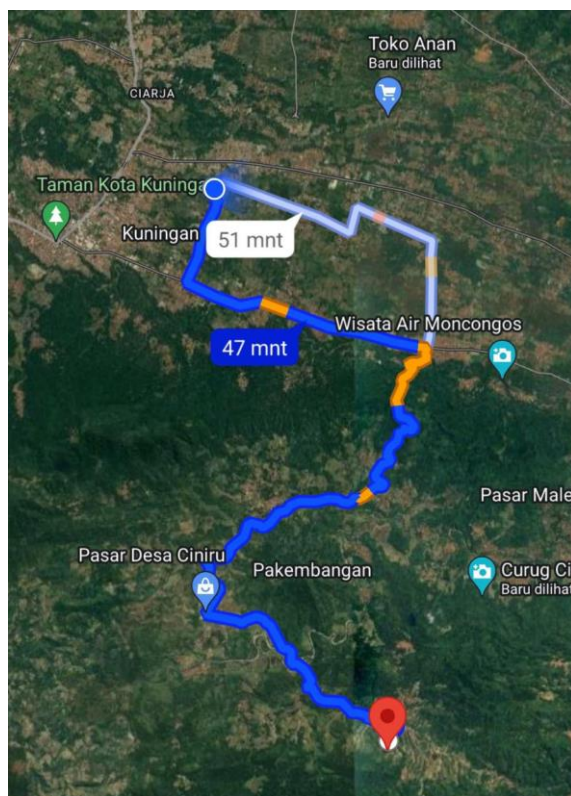 Toko Anan
Baru dilihat
CIARJA
Taman Kota Kuninga
Kuningan
51 mnt
Wisata Air Moncongos
47 mnt
Pasar Male
Pasar Desa Ciniru
Pakembangan
Curug Ci
Baru dilihat